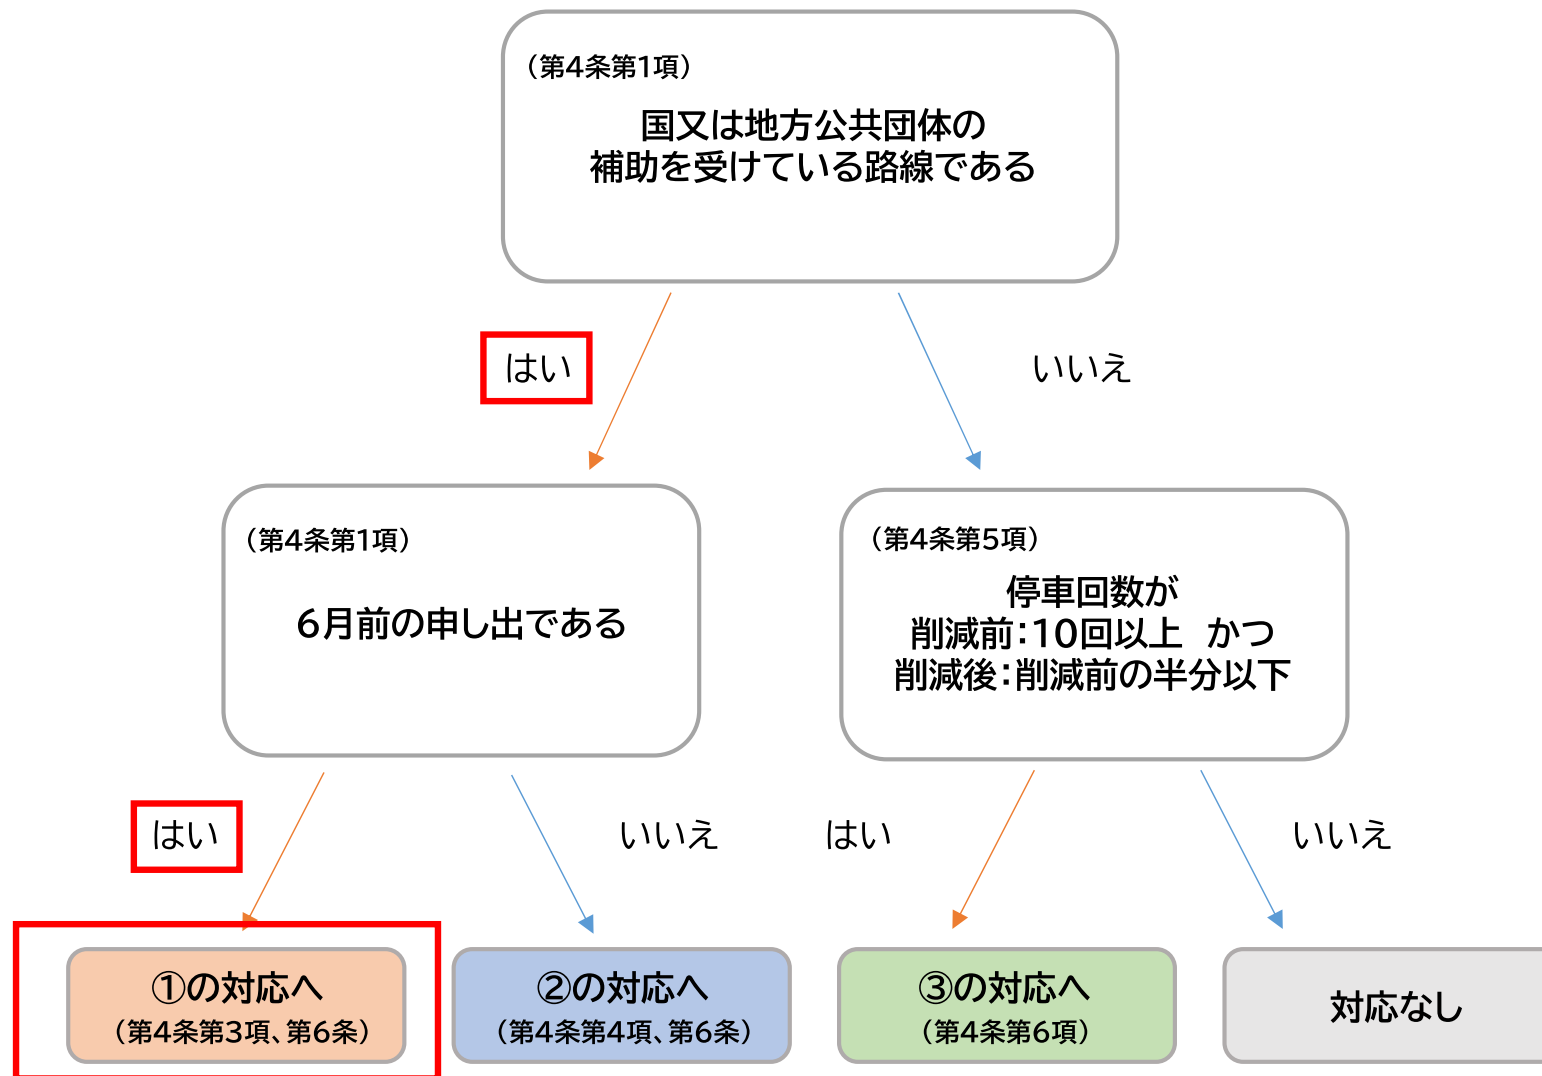 （第4条第1項）
国又は地方公共団体の
補助を受けている路線である
はい
いいえ
（第4条第1項）
6月前の申し出である
（第4条第5項）
停車回数が
削減前：10回以上　かつ
削減後：削減前の半分以下
はい
いいえ
はい
いいえ
①の対応へ
（第4条第3項、第6条）
②の対応へ
（第4条第4項、第6条）
③の対応へ
（第4条第6項）
対応なし